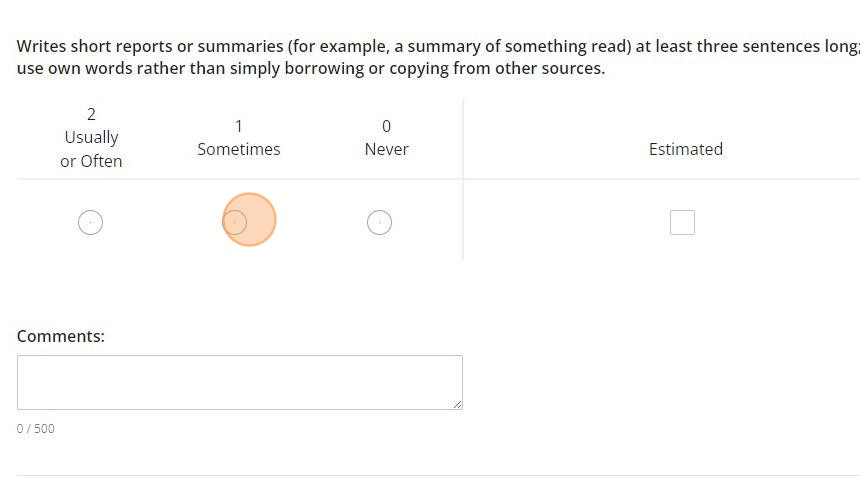 Writes short reports or summaries (for example, a summary of something read) at least three sentences long;
use own words rather than simply borrowing or copying from other sources.
2
Usually
or Often
1
Sometimes
0
Never
Estimated
Comments:
0 / 500